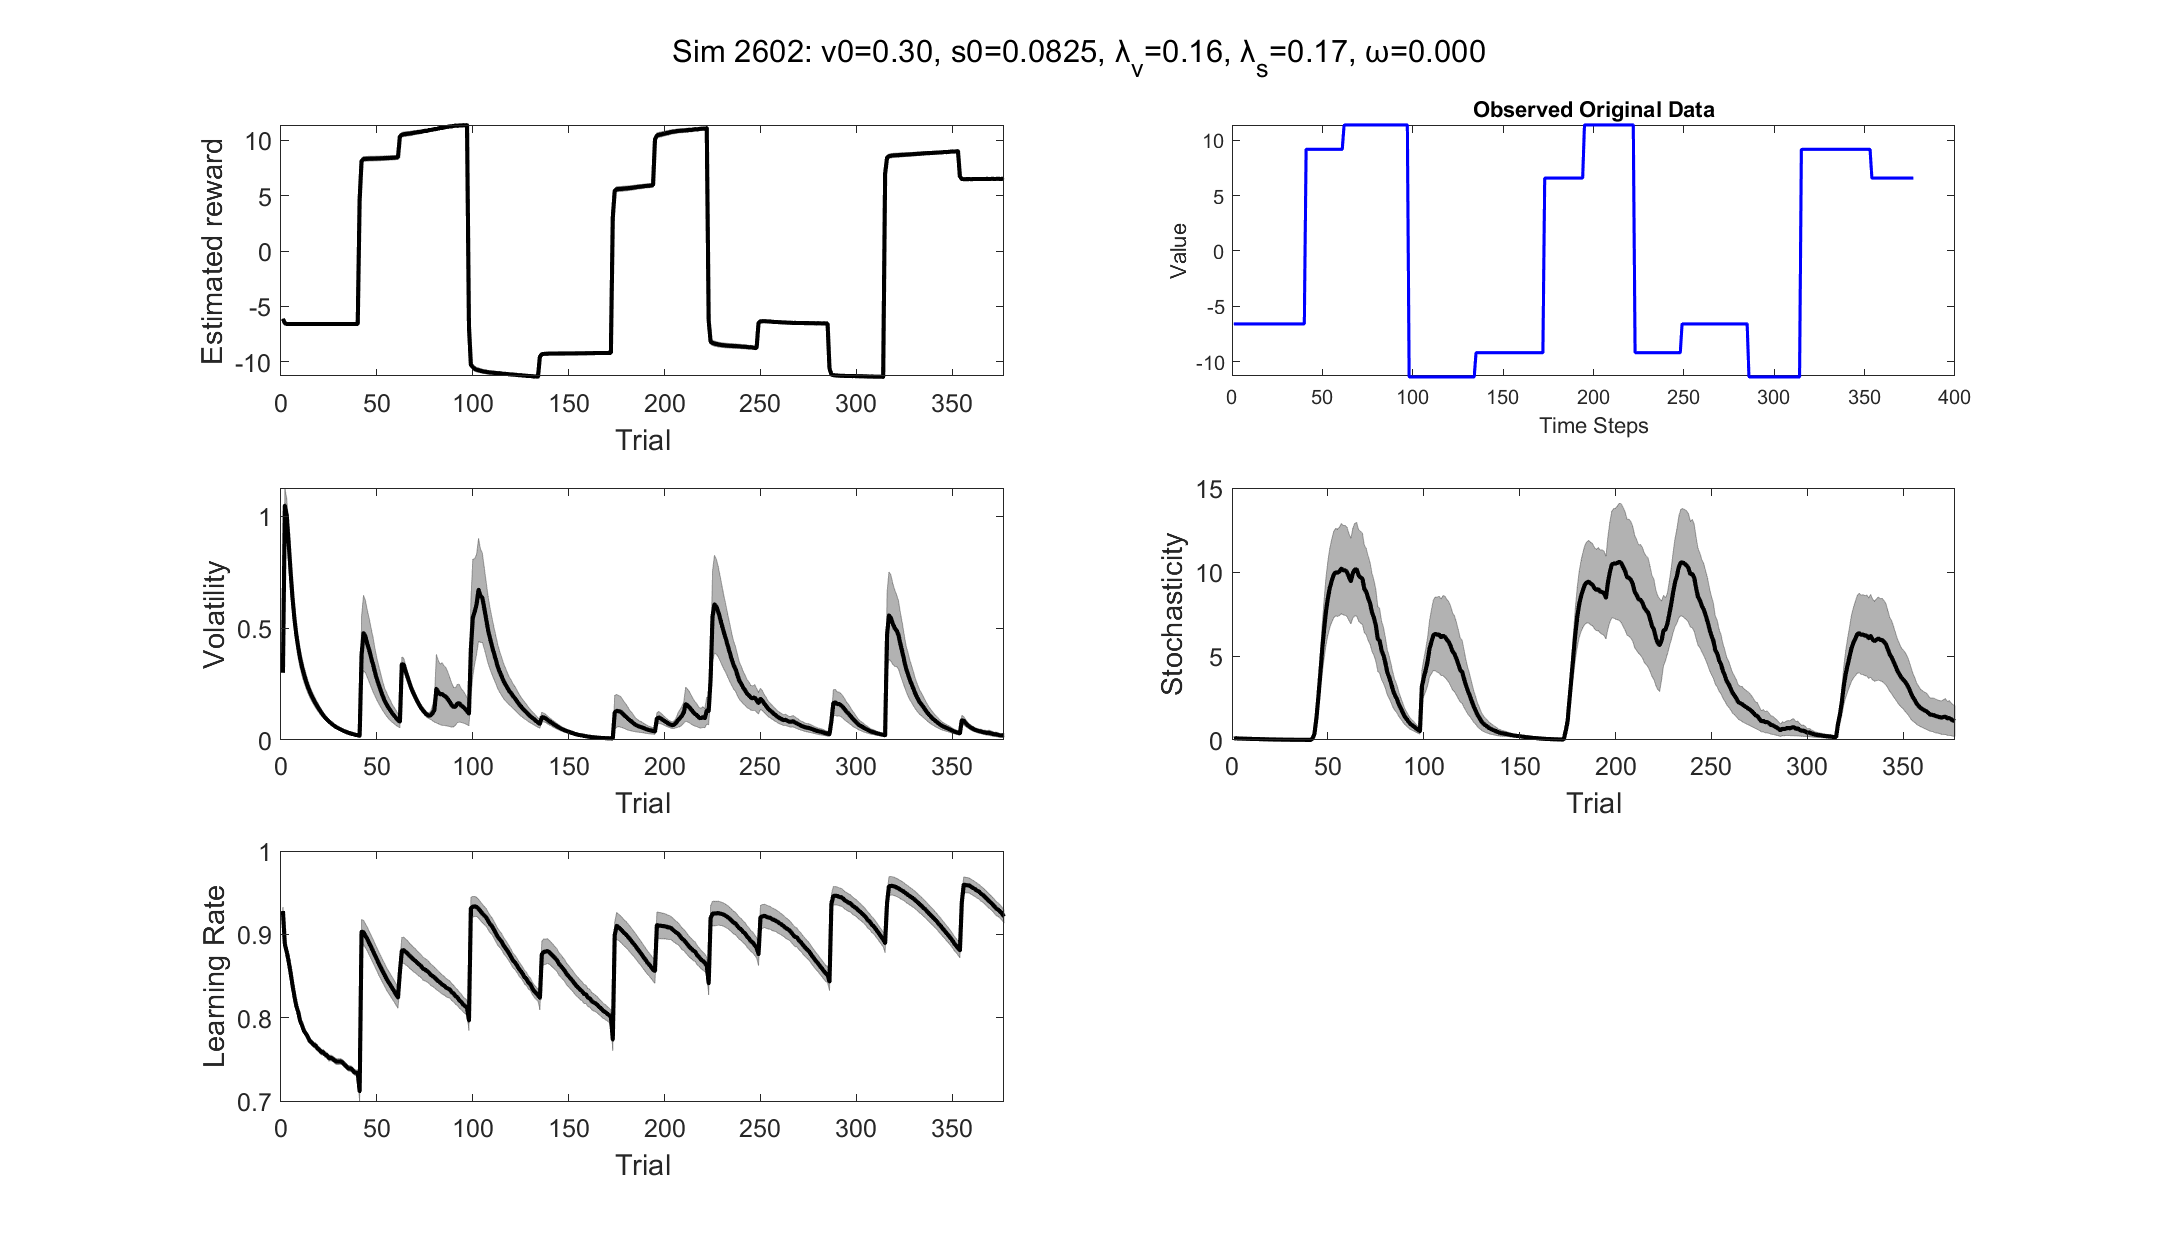 Sim 2602: v0=0.30, s0=0.0825, λv=0.16, λs=0.17, ω=0.000
Estimated reward
10
5
0
-5
-10
0 50 100 150 200 250 300 350
Trial
Observed Original Data
Value
10
5
0
-5
-10
0 50 100 150 200 250 300 350 400
Time Steps
Volatility
1
0.5
0
0 50 100 150 200 250 300 350
Trial
Stochasticity
15
10
5
0
0 50 100 150 200 250 300 350
Trial
Learning Rate
1
0.9
0.8
0.7
0 50 100 150 200 250 300 350
Trial